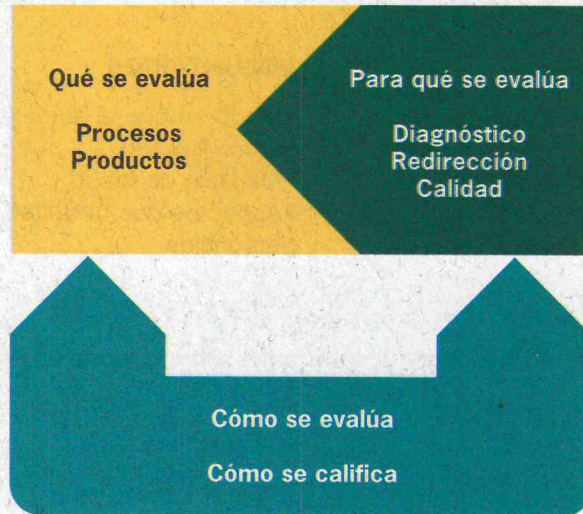 Qué se evalúa
Procesos
Productos
Para qué se evalúa
Diagnóstico
Redirección
Calidad
Cómo se evalúa
Cómo se califica